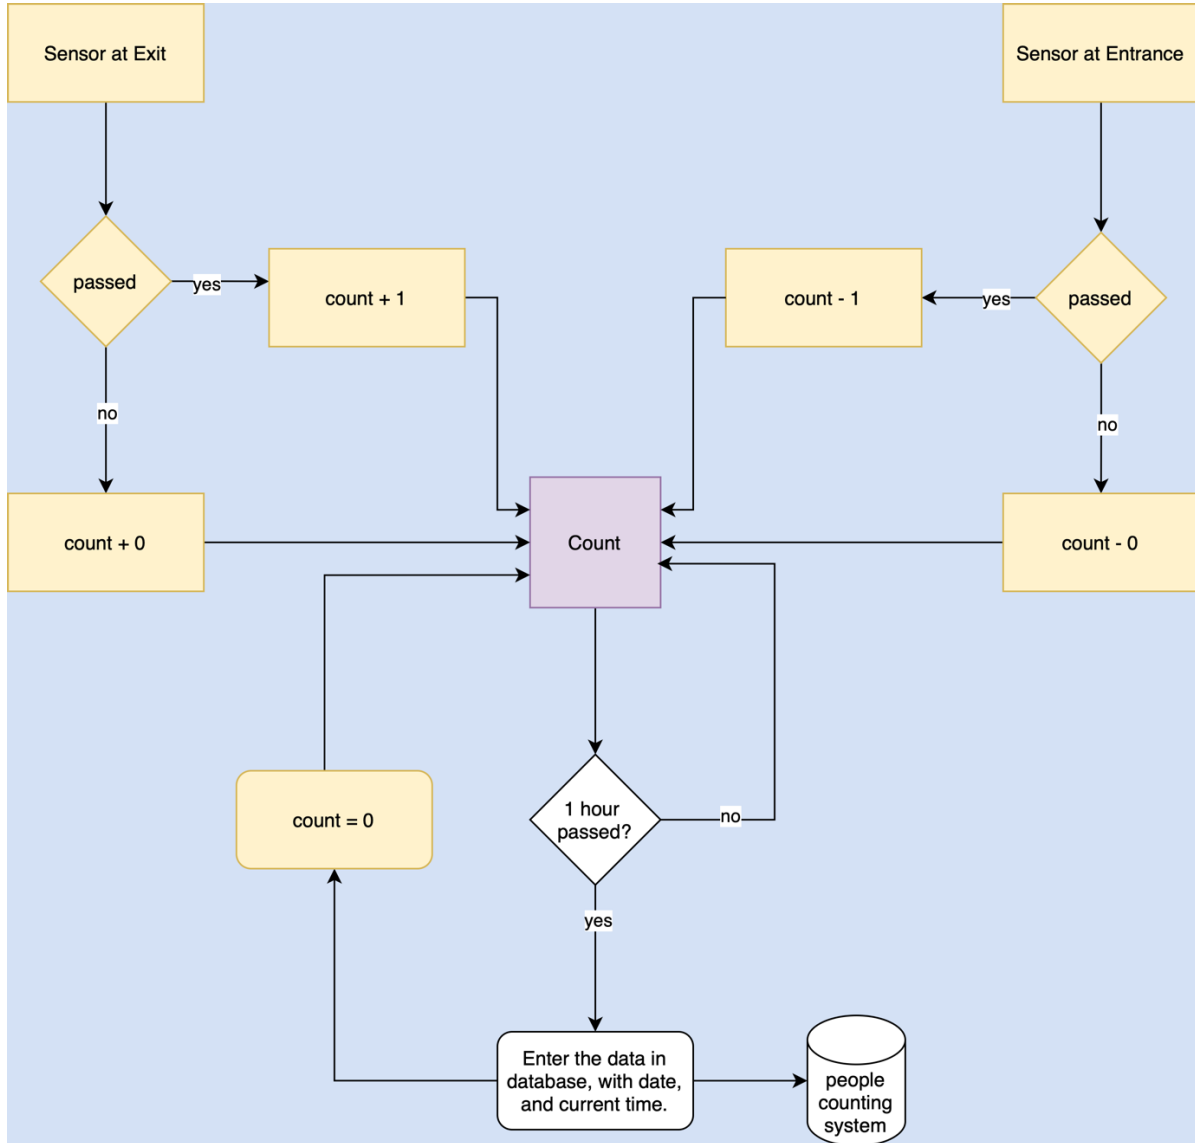 Sensor at Exit
Sensor at Entrance
passed
yes
count + 1
count - 1
yes
passed
no
no
count + 0
Count
count - 0
count = 0
1 hour
passed?
no
yes
Enter the data in
database, with date,
and current time.
people
counting
system